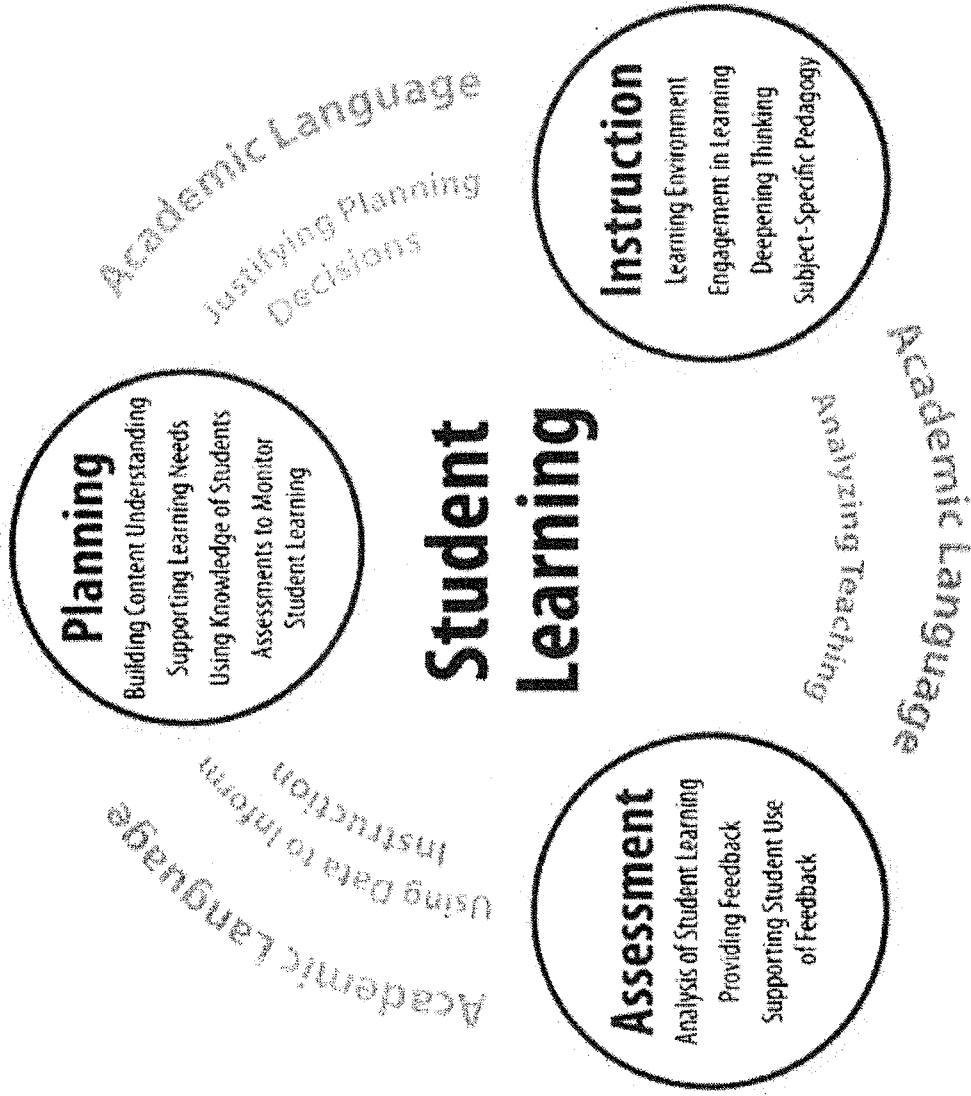 Planning
Building Content Understanding
Supporting Learning Needs
Using Knowledge of Students
Assessments to Monitor
Student Learning
Academic Language
Justifying Planning
Decisions
Instruction
Learning Environment
Engagement in Learning
Deepening Thinking
Subject-Specific Pedagogy
Academic Language
Analyzing Teaching
Assessment
Analysis of Student Learning
Providing Feedback
Supporting Student Use
of Feedback
Academic Language
Using Data to Inform
Instruction
Student
Learning